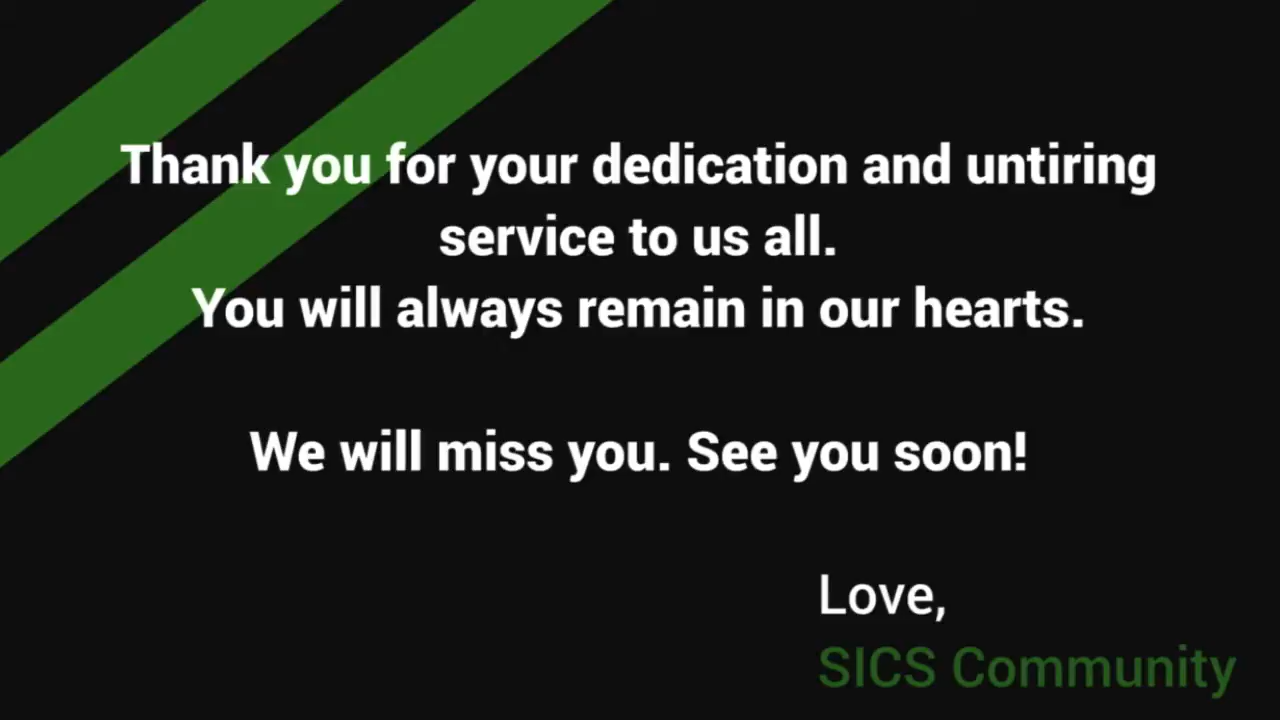 Thank you for your dedication and untiring
service to us all.
You will always remain in our hearts.
We will miss you. See you soon!
Love,
SICS Community